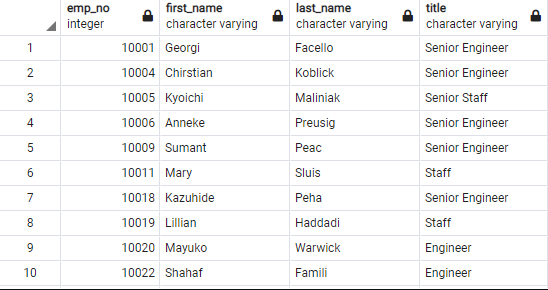 emp_no first_name last_name title
integer character varying character varying character varying
1 10001 Georgi Facello Senior Engineer
2 10004 Chirstian Koblick Senior Engineer
3 10005 Kyoichi Maliniak Senior Staff
4 10006 Anneke Preusig Senior Engineer
5 10009 Sumant Peac Senior Engineer
6 10011 Mary Sluis Staff
7 10018 Kazuhide Peha Senior Engineer
8 10019 Lillian Haddadi Staff
9 10020 Mayuko Warwick Engineer
10 10022 Shahaf Famili Engineer